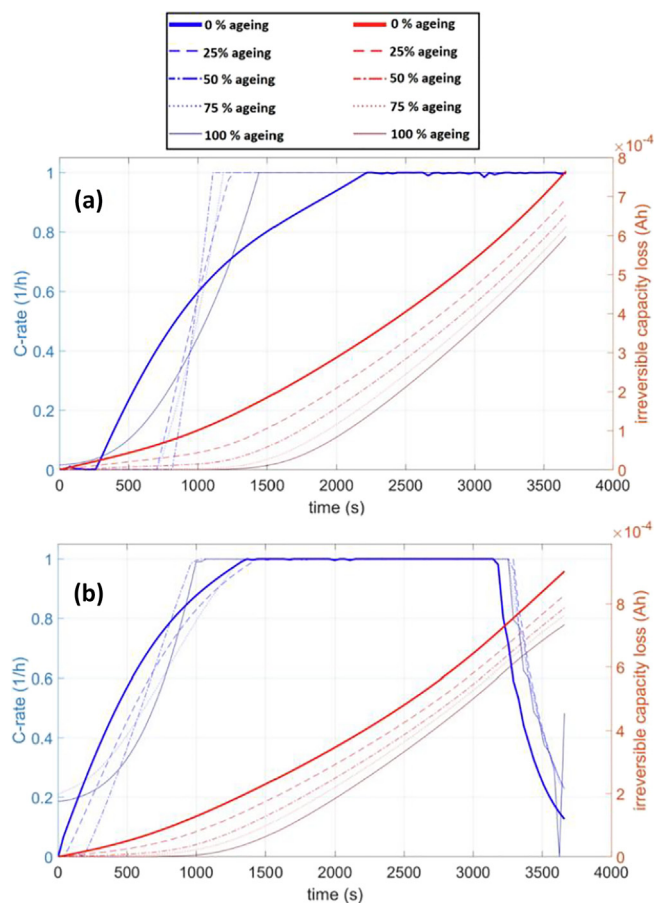 0 % ageing 0 % ageing
25% ageing 25% ageing
50 % ageing 50 % ageing
75 % ageing 75 % ageing
100 % ageing 100 % ageing
×10⁻⁴
(a)
1
0.8
0.6
0.4
0.2
0
C-rate (1/h)
8
7
6
5
4
3
2
1
0
irreversible capacity loss (Ah)
0 500 1000 1500 2000 2500 3000 3500 4000
time (s)
×10⁻⁴
(b)
1
0.8
0.6
0.4
0.2
0
C-rate (1/h)
8
6
4
2
0
irreversible capacity loss (Ah)
0 500 1000 1500 2000 2500 3000 3500 4000
time (s)